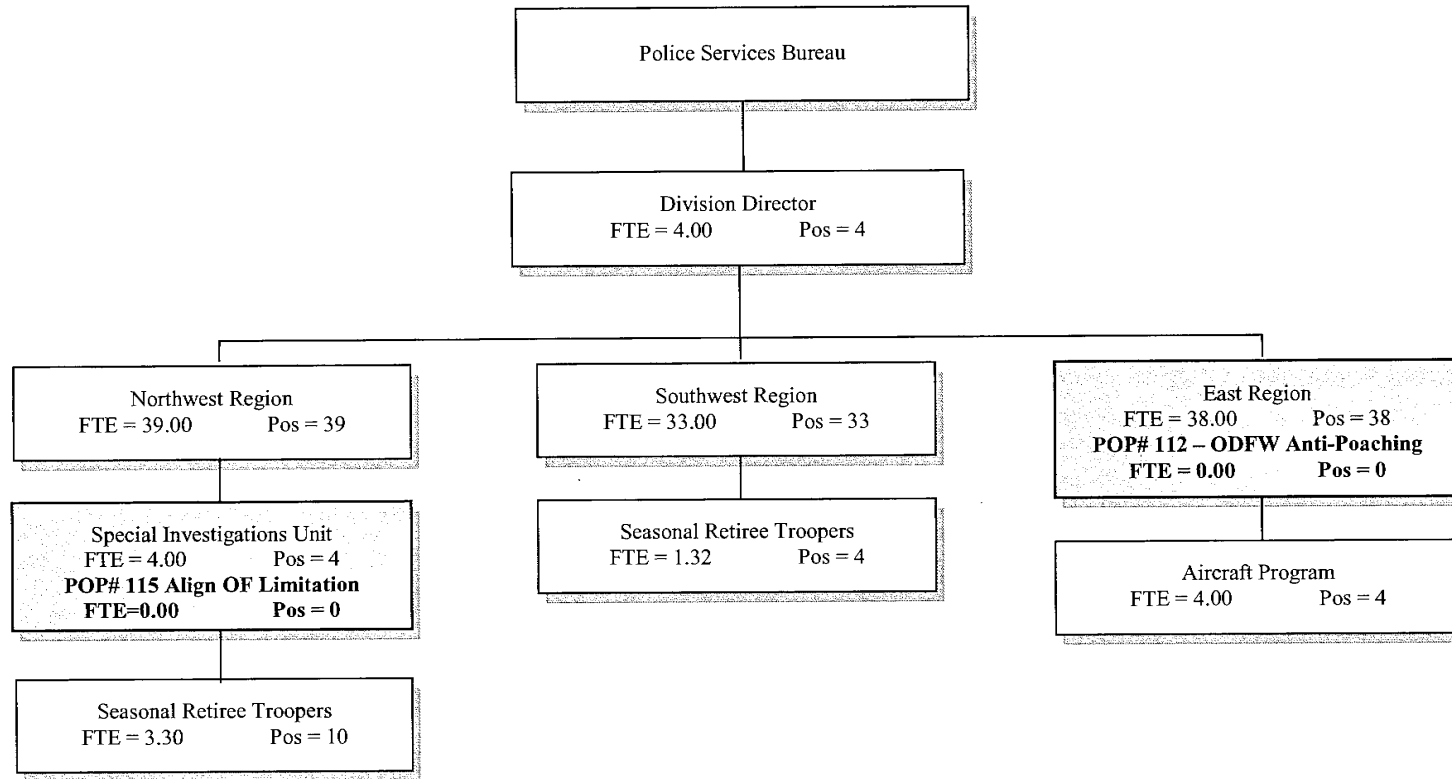 Police Services Bureau
Division Director
FTE = 4.00 Pos = 4
Northwest Region
FTE = 39.00 Pos = 39
Southwest Region
FTE = 33.00 Pos = 33
East Region
FTE = 38.00 Pos = 38
POP# 112 – ODFW Anti-Poaching
FTE = 0.00 Pos = 0
Special Investigations Unit
FTE = 4.00 Pos = 4
POP# 115 Align OF Limitation
FTE=0.00 Pos = 0
Seasonal Retiree Troopers
FTE = 1.32 Pos = 4
Aircraft Program
FTE = 4.00 Pos = 4
Seasonal Retiree Troopers
FTE = 3.30 Pos = 10